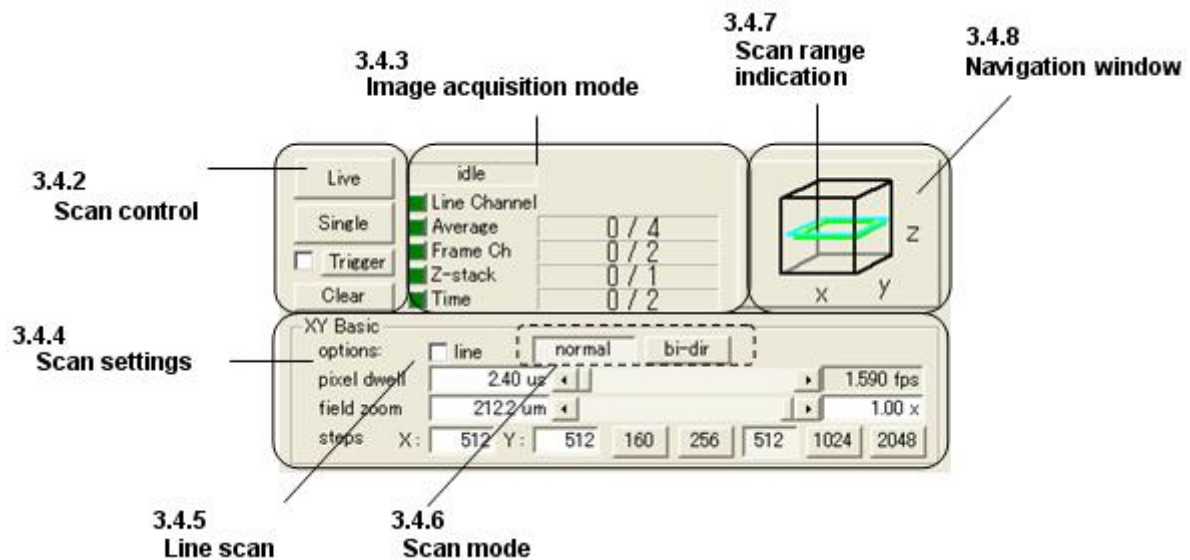 3.4.7
Scan range
indication
3.4.8
Navigation window
3.4.3
Image acquisition mode
3.4.2
Scan control
Live
Single
Trigger
Clear
idle
Line Channel
Average 0 / 4
Frame Ch 0 / 2
Z-stack 0 / 1
Time 0 / 2
z
x y
3.4.4
Scan settings
XY Basic
options: line normal bi-dir
pixel dwell 2.40 us 1.590 fps
field zoom 212.2 um 1.00 x
steps X: 512 Y: 512 160 256 512 1024 2048
3.4.5
Line scan
3.4.6
Scan mode